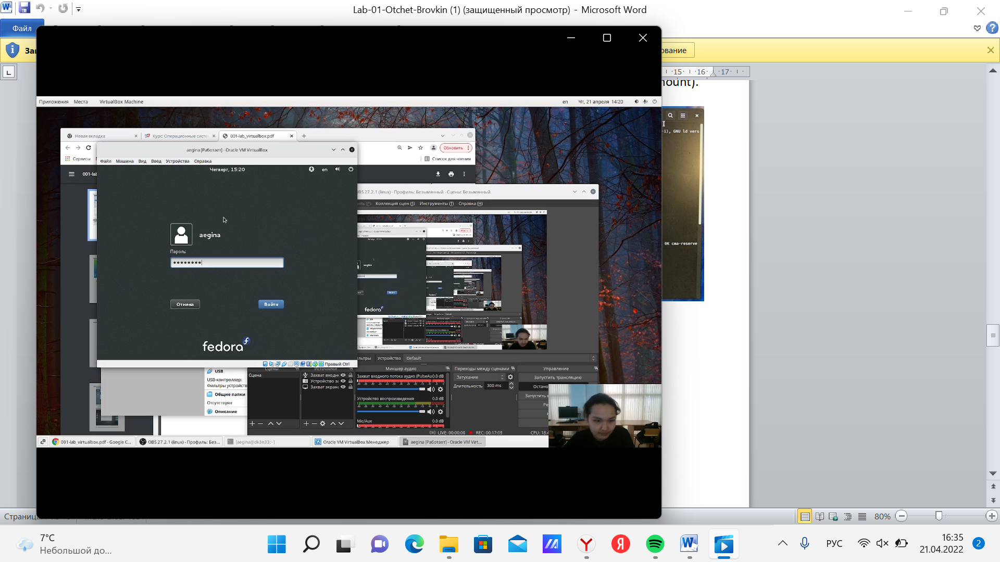 Lab-01-Otchet-Brovkin (1) (защищенный просмотр) - Microsoft Word
Файл
ование
15 16 17
nount).
Приложения Места VirtualBox Machine
en Чт, 21 апреля 14:20
Новая вкладка
Курс: Операционные систе
001-lab_virtualbox.pdf
Сервисы
Обновить
Список для чтения
001-lab
aegina [Работает] - Oracle VM VirtualBox
Файл Машина Вид Ввод Устройства Справка
Четверг, 15:20
en
aegina
Пароль:
Отмена
Войти
fedora
Правый Ctrl
-1), GNU ld vers
0K cma-reserve
OBS 27.2.1 (linux) - Профиль: Безымянный - Сцены: Безымянный
Коллекция сцен (S) Инструменты (T) Справка (H)
aegina
Войти
fedora
Устройство Default
USB
USB-контроллер:
Фильтры устройств
Общие папки
Отсутствуют
Описание
Сцены
Сцена
Источники
Захват входн
Устройство за
Захват экрана
Микшер аудио
Захват входного потока аудио (PulseAu 0.0 dB
Устройство воспроизведения 0.0 dB
Mic/Aux 0.0 dB
Переходы между сценами
Затухание
Длительность 300 ms
Управление
Запустить трансляцию
Остано
Запустить в
Ре
LIVE: 00:00:00 REC: 00:17:05 CPU: 18.4
001-lab_virtualbox.pdf - Google C...
OBS 27.2.1 (linux) - Профиль: Без...
[aegina@dk3n33:~]
Oracle VM VirtualBox Менеджер
aegina [Работает] - Oracle VM Virt...
80%
7°C
Небольшой до...
РУС
16:35
21.04.2022
2